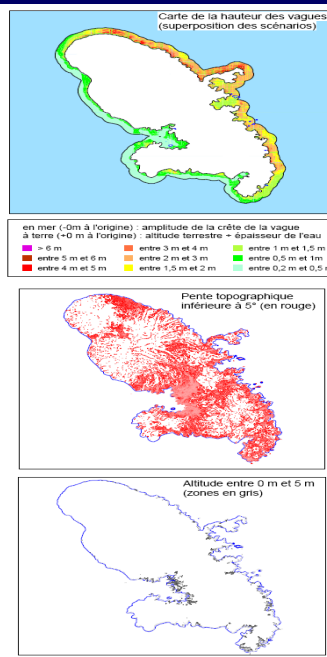 Carte de la hauteur des vagues
(superposition des scénarios)
en mer (-0m à l'origine) : amplitude de la crête de la vague
à terre (+0 m à l'origine) : altitude terrestre + épaisseur de l'eau
> 6 m entre 3 m et 4 m entre 1 m et 1,5 m
entre 5 m et 6 m entre 2 m et 3 m entre 0,5 m et 1m
entre 4 m et 5 m entre 1,5 m et 2 m entre 0,2 m et 0,5 m
Pente topographique
inférieure à 5° (en rouge)
Altitude entre 0 m et 5 m
(zones en gris)